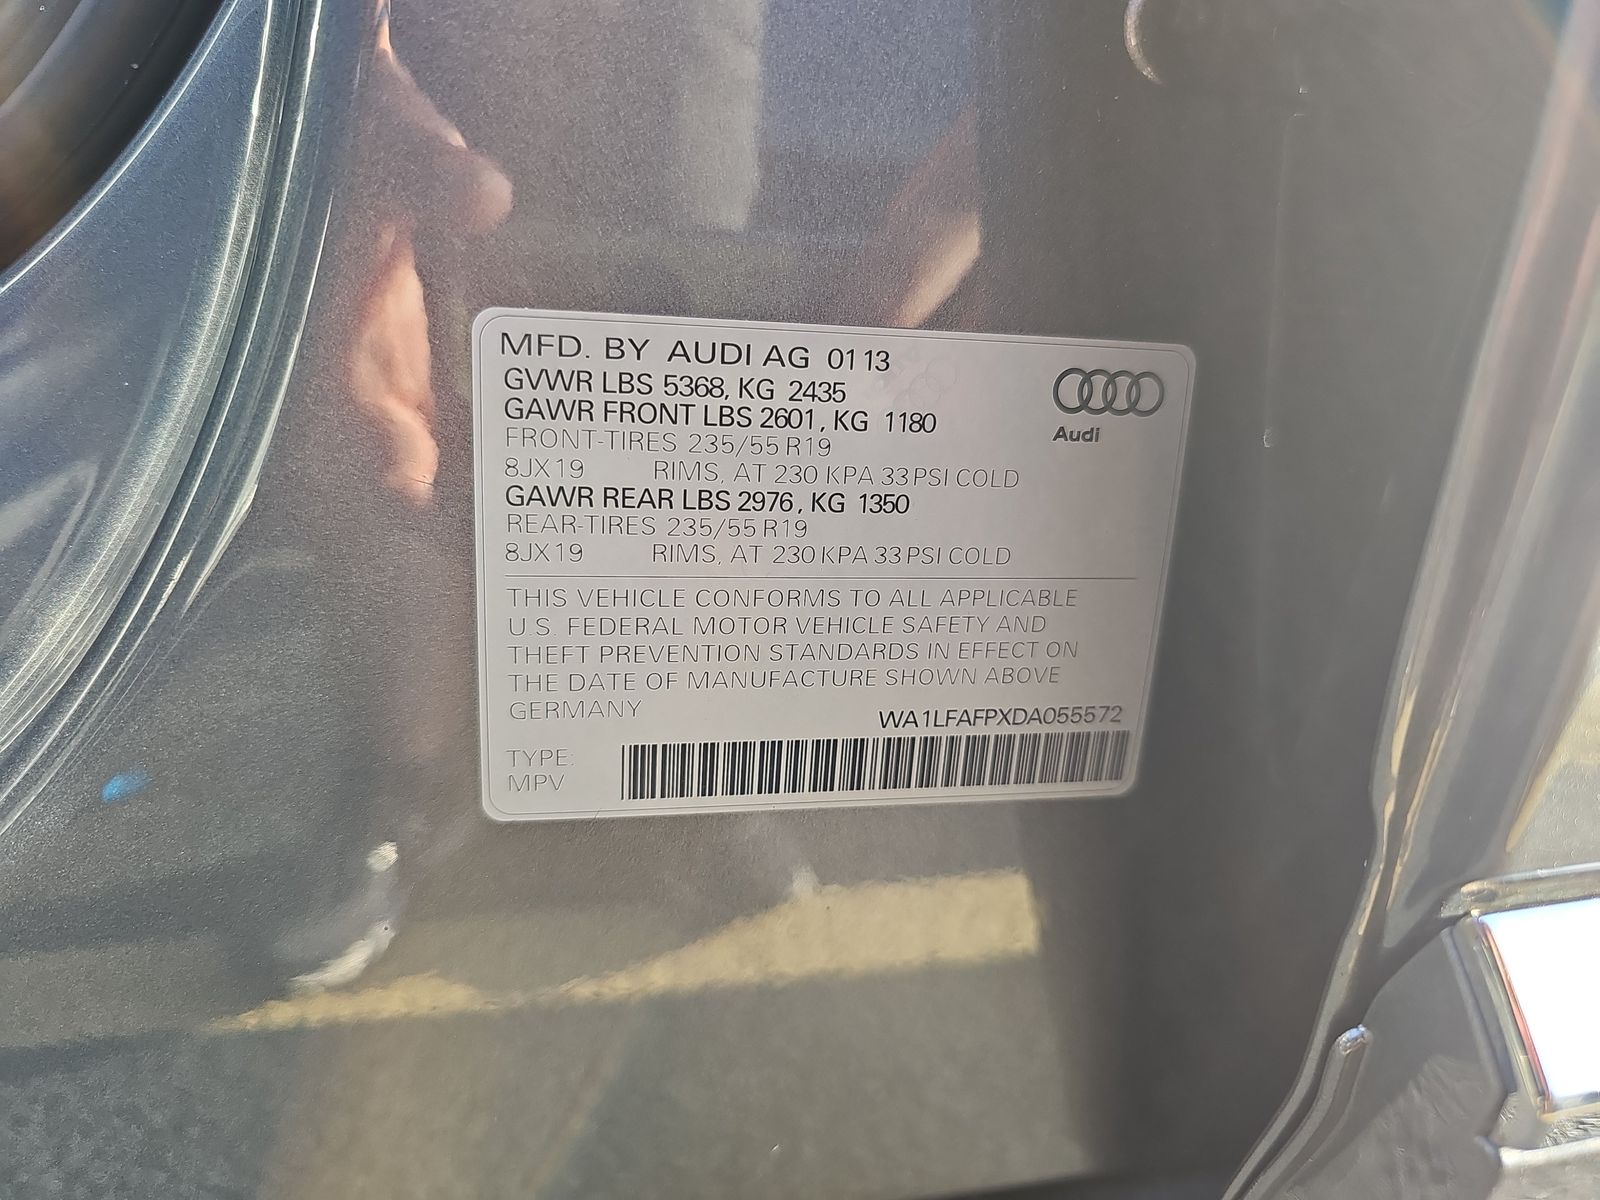 MFD. BY AUDI AG 01 13
GVWR LBS 5368, KG 2435
GAWR FRONT LBS 2601, KG 1180
FRONT-TIRES 235/55 R19
8JX19 RIMS, AT 230 KPA 33 PSI COLD
GAWR REAR LBS 2976, KG 1350
REAR-TIRES 235/55 R19
8JX19 RIMS, AT 230 KPA 33 PSI COLD
Audi
THIS VEHICLE CONFORMS TO ALL APPLICABLE
U.S. FEDERAL MOTOR VEHICLE SAFETY AND
THEFT PREVENTION STANDARDS IN EFFECT ON
THE DATE OF MANUFACTURE SHOWN ABOVE
GERMANY
WA1LFAFPXDA055572
TYPE:
MPV